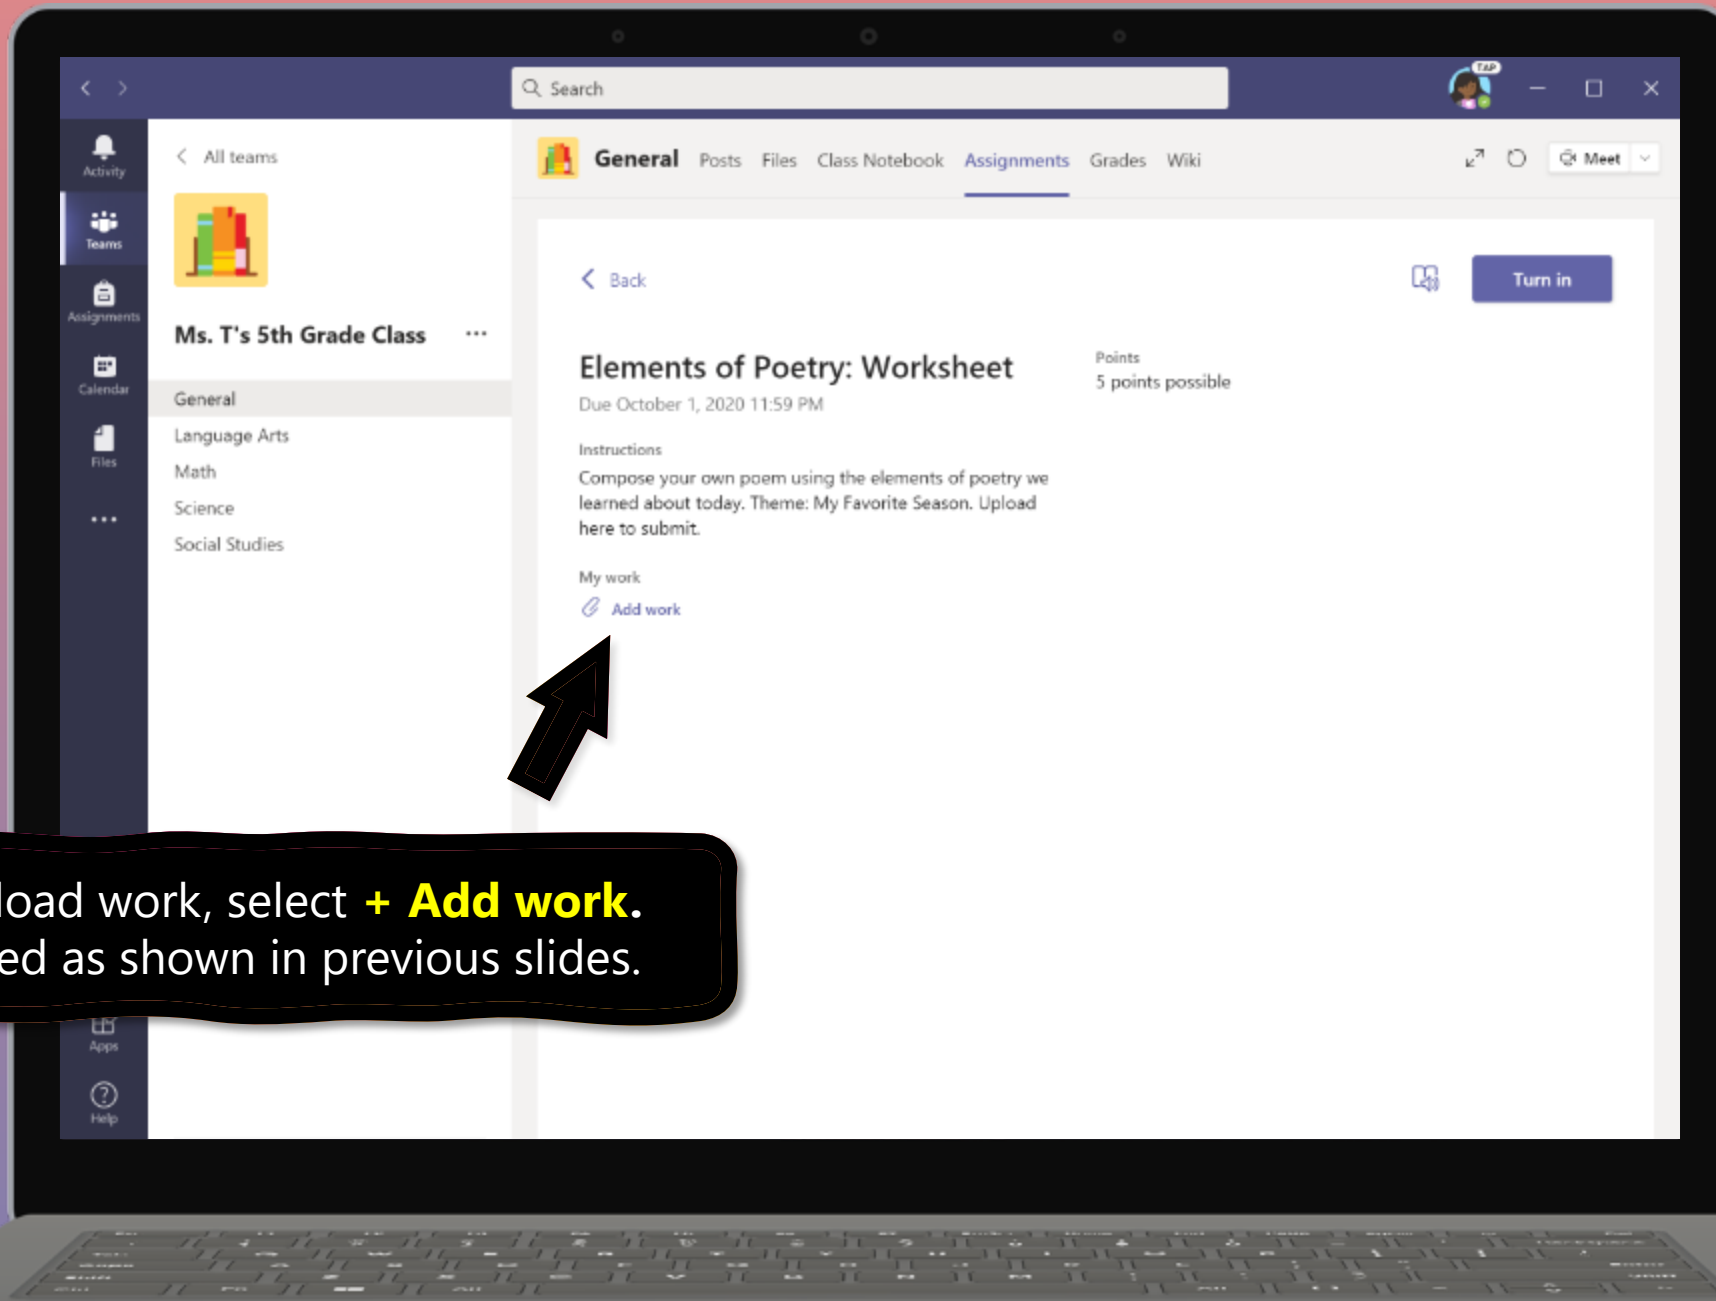 Search
TAP
Activity
Teams
Assignments
Calendar
Files
Apps
Help
All teams
Ms. T's 5th Grade Class
General
Language Arts
Math
Science
Social Studies
General Posts Files Class Notebook Assignments Grades Wiki
Meet
Back
Turn in
Elements of Poetry: Worksheet
Due October 1, 2020 11:59 PM
Points
5 points possible
Instructions
Compose your own poem using the elements of poetry we
learned about today. Theme: My Favorite Season. Upload
here to submit.
My work
Add work
load work, select + Add work.
ed as shown in previous slides.